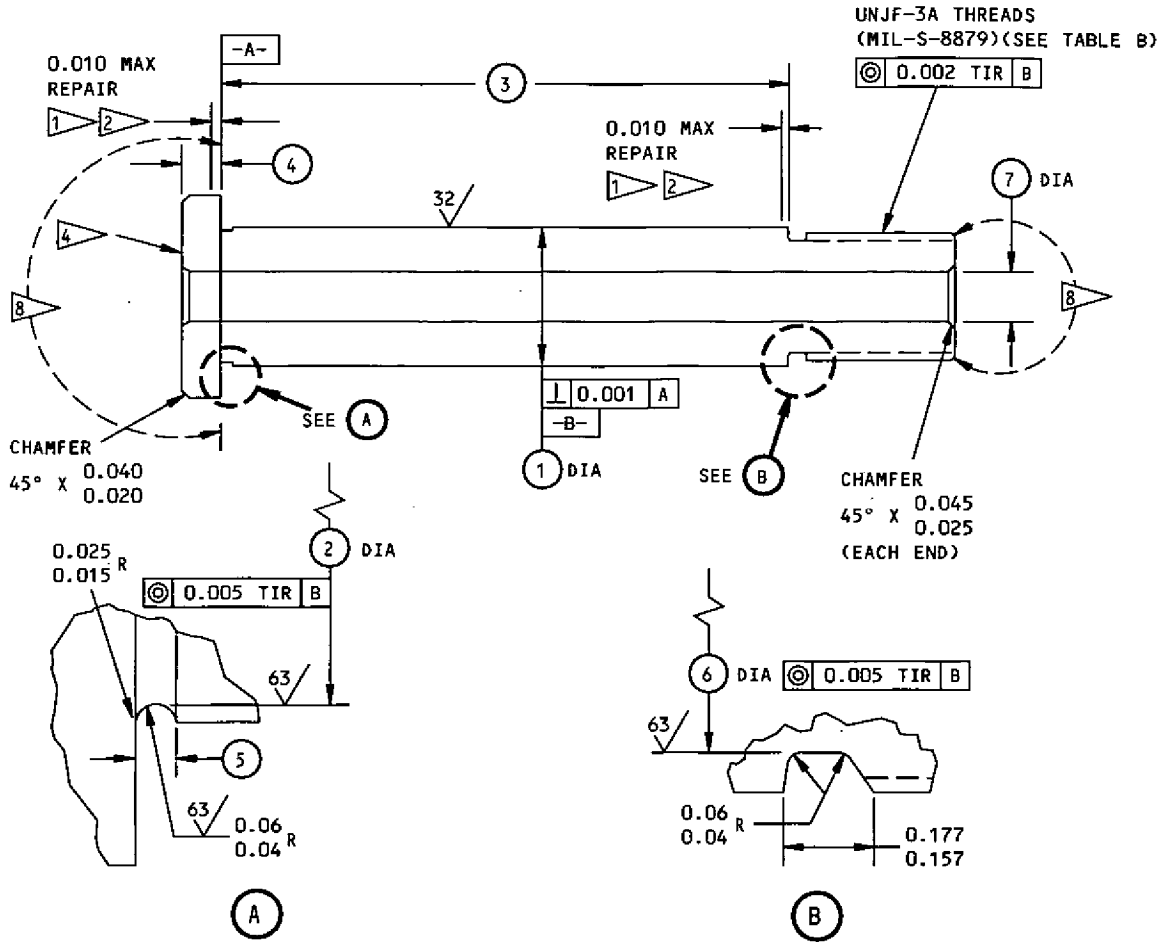 UNJF-3A THREADS
(MIL-S-8879)(SEE TABLE B)
◎ 0.002 TIR B
-A-
0.010 MAX
REPAIR
1 2
3
4
0.010 MAX
REPAIR
1 2
7 DIA
32
4
8
8
SEE A
⊥ 0.001 A
-B-
1 DIA
SEE B
CHAMFER
45° X 0.040
0.020
CHAMFER
45° X 0.045
0.025
(EACH END)
2 DIA
0.025
0.015 R
◎ 0.005 TIR B
63
5
63
0.06
0.04 R
A
6 DIA ◎ 0.005 TIR B
63
0.06
0.04 R
0.177
0.157
B